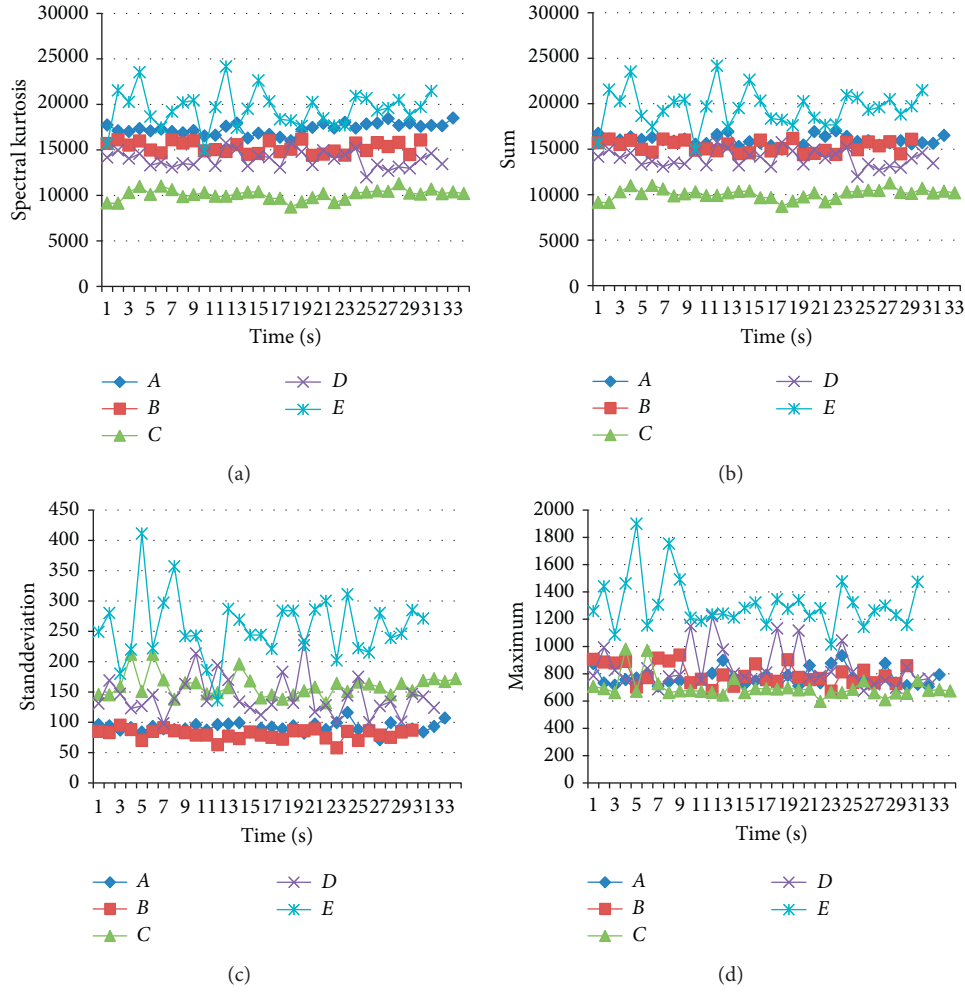 30000
25000
20000
15000
10000
5000
0
Spectral kurtosis
1 3 5 7 9 11 13 15 17 19 21 23 25 27 29 31 33
Time (s)
A
B
C
D
E
(a)
30000
25000
20000
15000
10000
5000
0
Sum
1 3 5 7 9 11 13 15 17 19 21 23 25 27 29 31 33
Time (s)
A
B
C
D
E
(b)
450
400
350
300
250
200
150
100
50
0
Standdeviation
1 3 5 7 9 11 13 15 17 19 21 23 25 27 29 31 33
Time (s)
A
B
C
D
E
(c)
2000
1800
1600
1400
1200
1000
800
600
400
200
0
Maximum
1 3 5 7 9 11 13 15 17 19 21 23 25 27 29 31 33
Time (s)
A
B
C
D
E
(d)